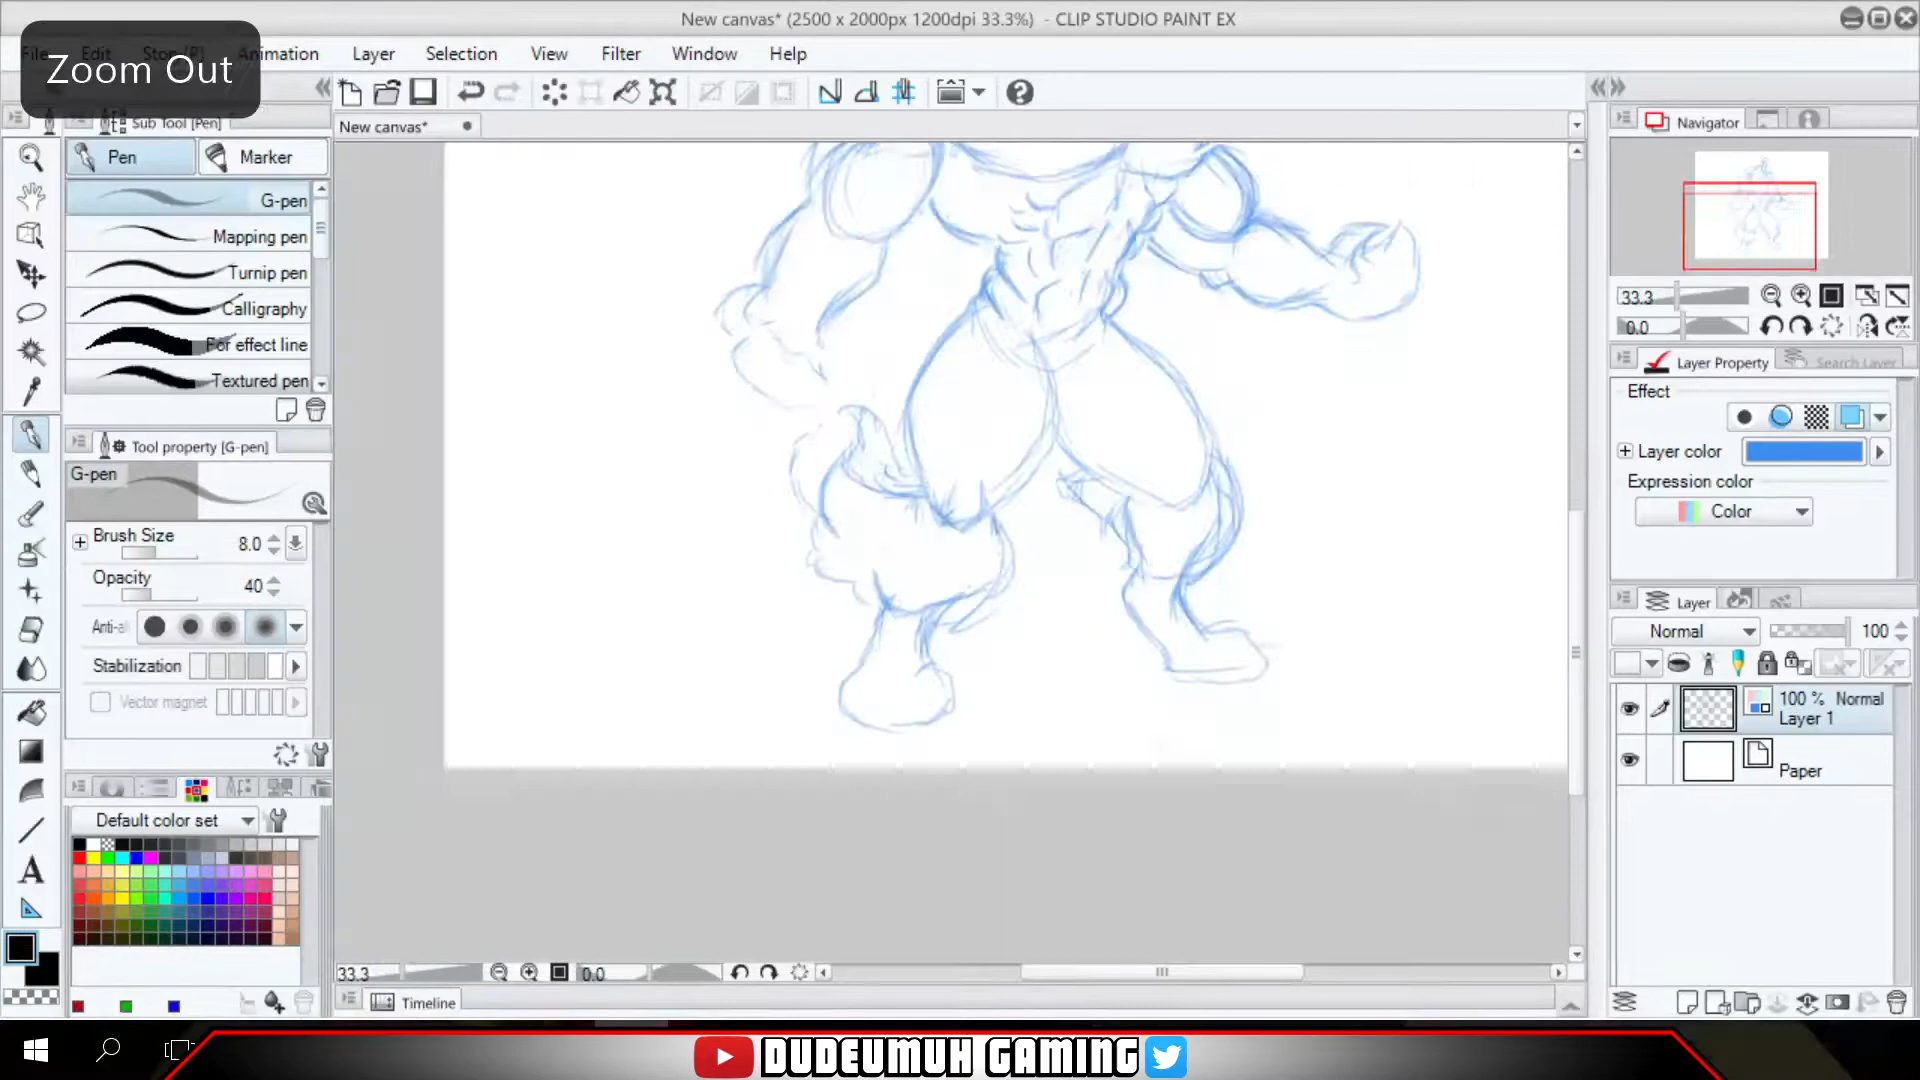 New canvas* (2500 x 2000px 1200dpi 33.3%) - CLIP STUDIO PAINT EX
File Edit Animation Layer Selection View Filter Window Help
Zoom Out
Sub Tool [Pen]
New canvas*
Navigator
Pen Marker
G-pen
Mapping pen
Turnip pen
Calligraphy
For effect line
Textured pen
33.3
0.0
Layer Property Search Layer
Effect
Layer color
Expression color
Color
Tool property [G-pen]
G-pen
Brush Size 8.0
Opacity 40
Stabilization
Vector magnet
Layer
Normal 100
100 % Normal
Layer 1
Paper
Default color set
A
33.3 0.0
Timeline
DUDEUMUH GAMING